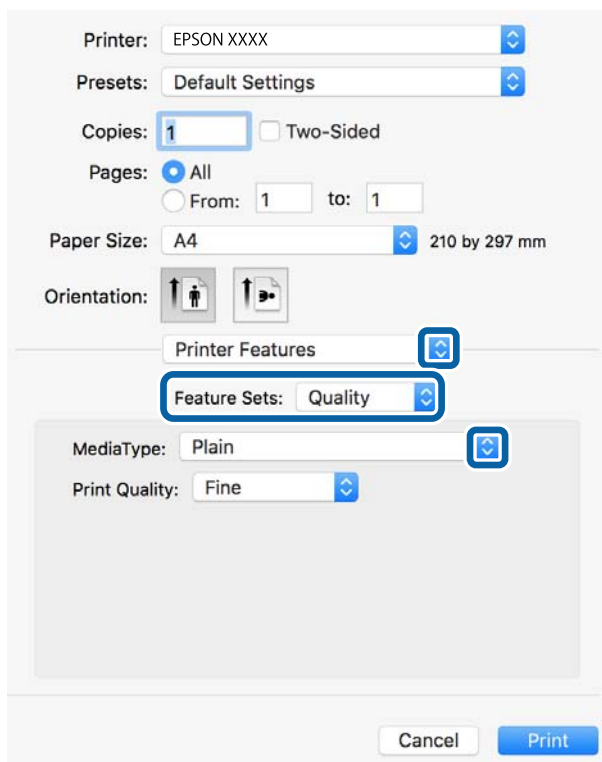 Printer: EPSON XXXX
Presets: Default Settings
Copies: 1 Two-Sided
Pages: All
From: 1 to: 1
Paper Size: A4 210 by 297 mm
Orientation:
Printer Features
Feature Sets: Quality
MediaType: Plain
Print Quality: Fine
Cancel Print